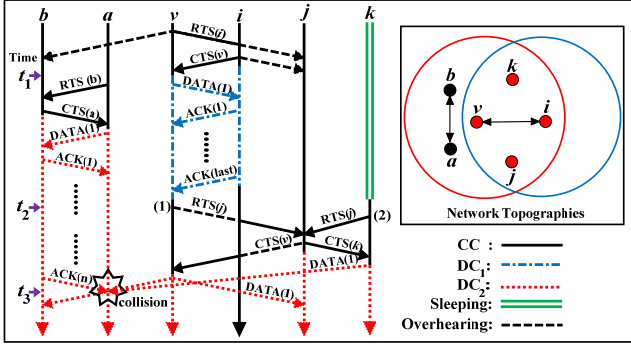 b a v i j k
Time
RTS(i)
CTS(v)
t1
RTS (b)
DATA(1)
CTS(a)
ACK(1)
DATA(1)
ACK(1)
ACK(last)
t2
(1)
RTS(j)
RTS(j)
(2)
CTS(v)
CTS(k)
DATA(1)
ACK(n)
t3
collision
DATA(1)
k
b
v
i
a
j
Network Topographies
CC :
DC1:
DC2:
Sleeping:
Overhearing: